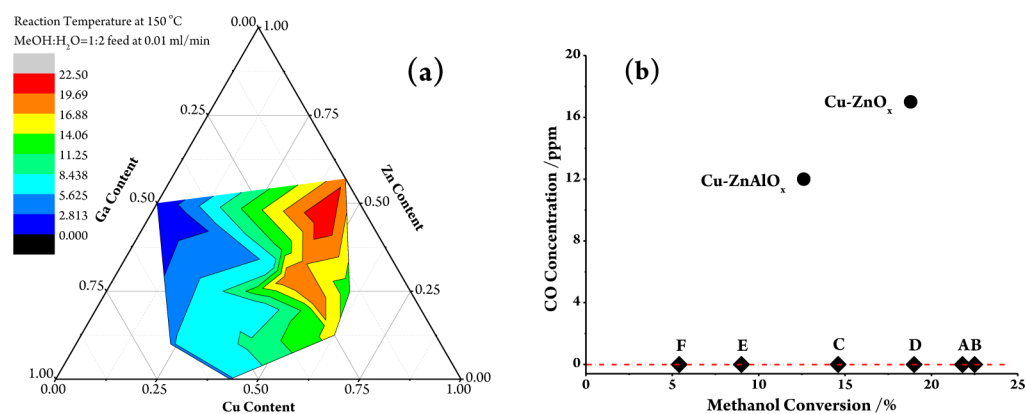 Reaction Temperature at 150 °C
MeOH:H₂O=1:2 feed at 0.01 ml/min
22.50
19.69
16.88
14.06
11.25
8.438
5.625
2.813
0.000
(a)
0.00
1.00
0.25
0.75
0.50
0.50
0.75
0.25
1.00
0.00
0.00
0.25
0.50
0.75
1.00
Ga Content
Zn Content
Cu Content
(b)
20
16
12
8
4
0
CO Concentration /ppm
Cu-ZnOₓ
Cu-ZnAlOₓ
F E C D A B
0 5 10 15 20 25
Methanol Conversion /%